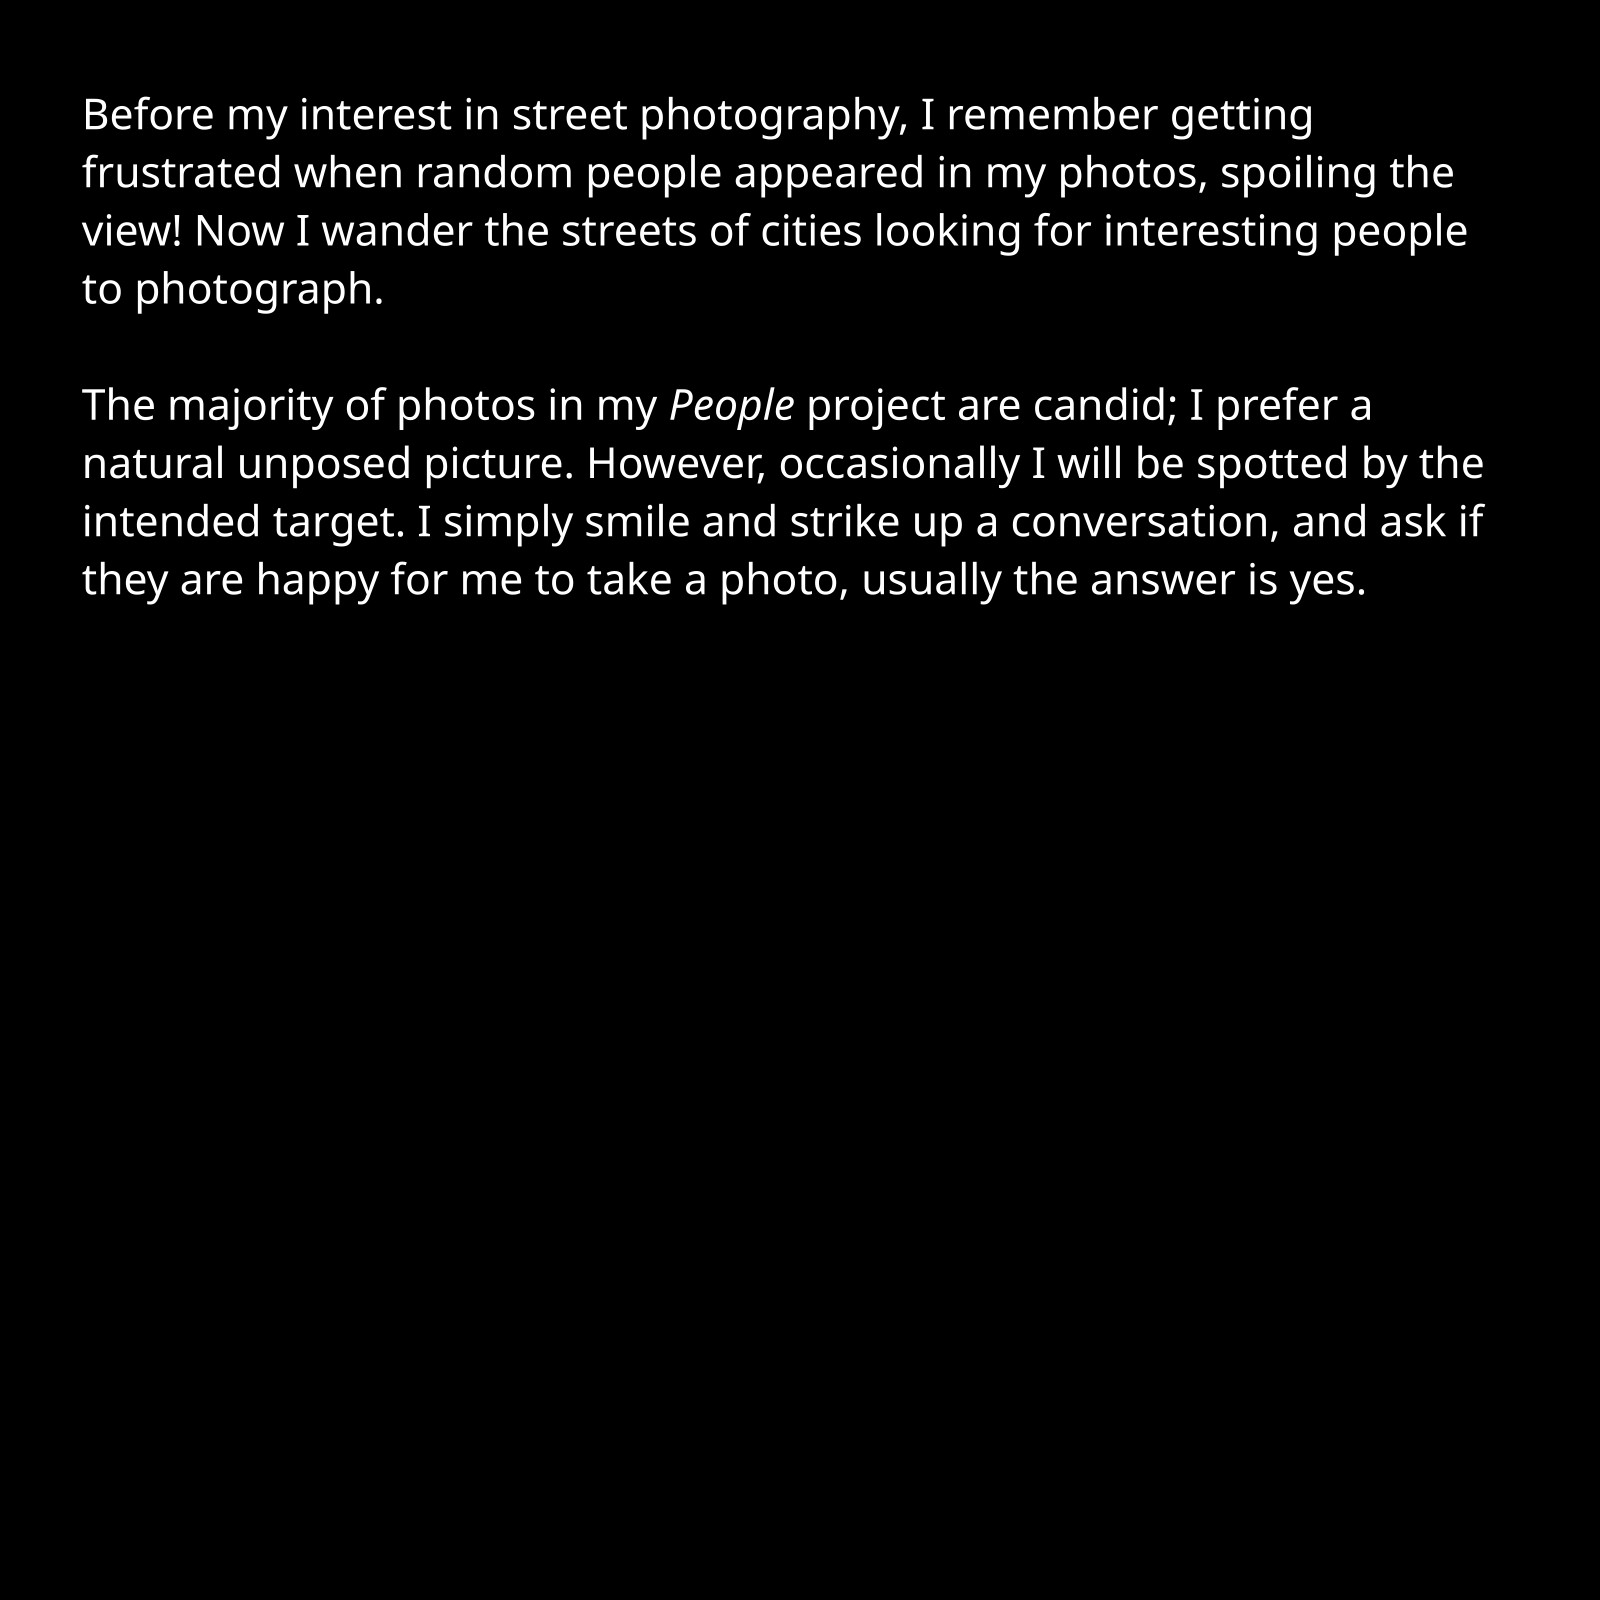 Before my interest in street photography, I remember getting
frustrated when random people appeared in my photos, spoiling the
view! Now I wander the streets of cities looking for interesting people
to photograph.
The majority of photos in my People project are candid; I prefer a
natural unposed picture. However, occasionally I will be spotted by the
intended target. I simply smile and strike up a conversation, and ask if
they are happy for me to take a photo, usually the answer is yes.